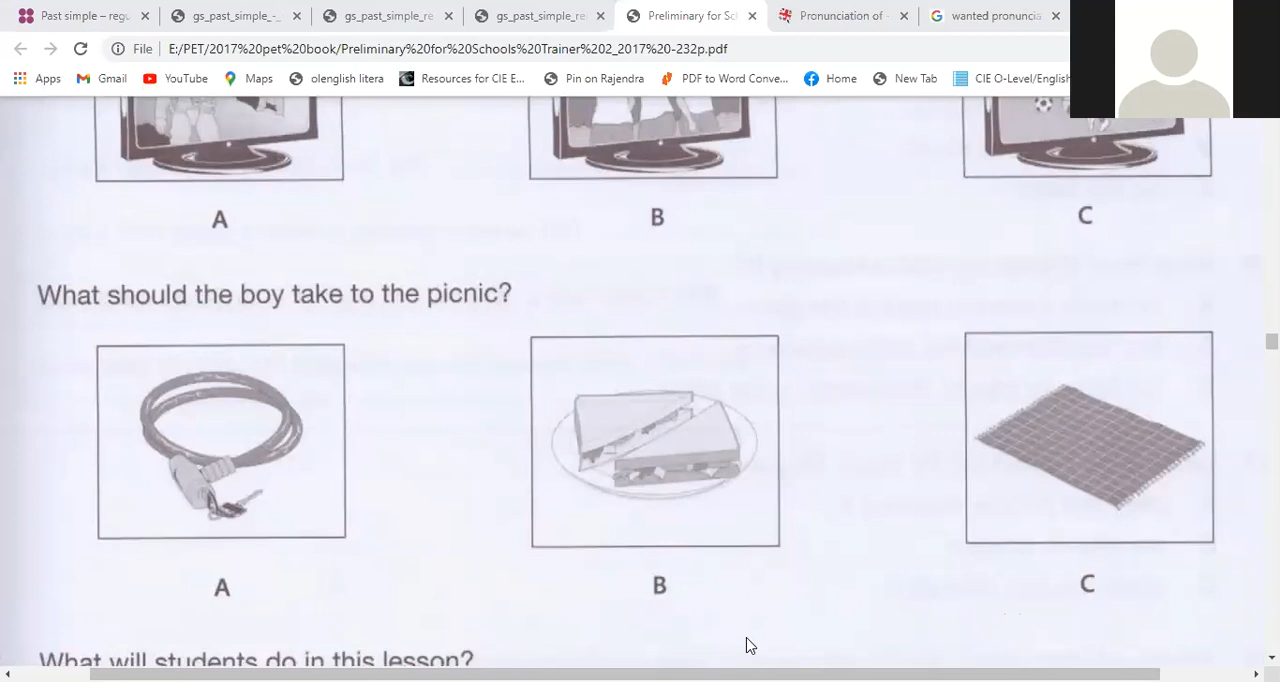 Past simple – regu
gs_past_simple_-_
gs_past_simple_re
gs_past_simple_re
Preliminary for Sc
Pronunciation of -
wanted pronuncia
File
E:/PET/2017%20pet%20book/Preliminary%20for%20Schools%20Trainer%202_2017%20-232p.pdf
Apps
Gmail
YouTube
Maps
olenglish litera
Resources for CIE E...
Pin on Rajendra
PDF to Word Conve...
Home
New Tab
CIE O-Level/English
A
B
C
What should the boy take to the picnic?
A
B
C
What will students do in this lesson?